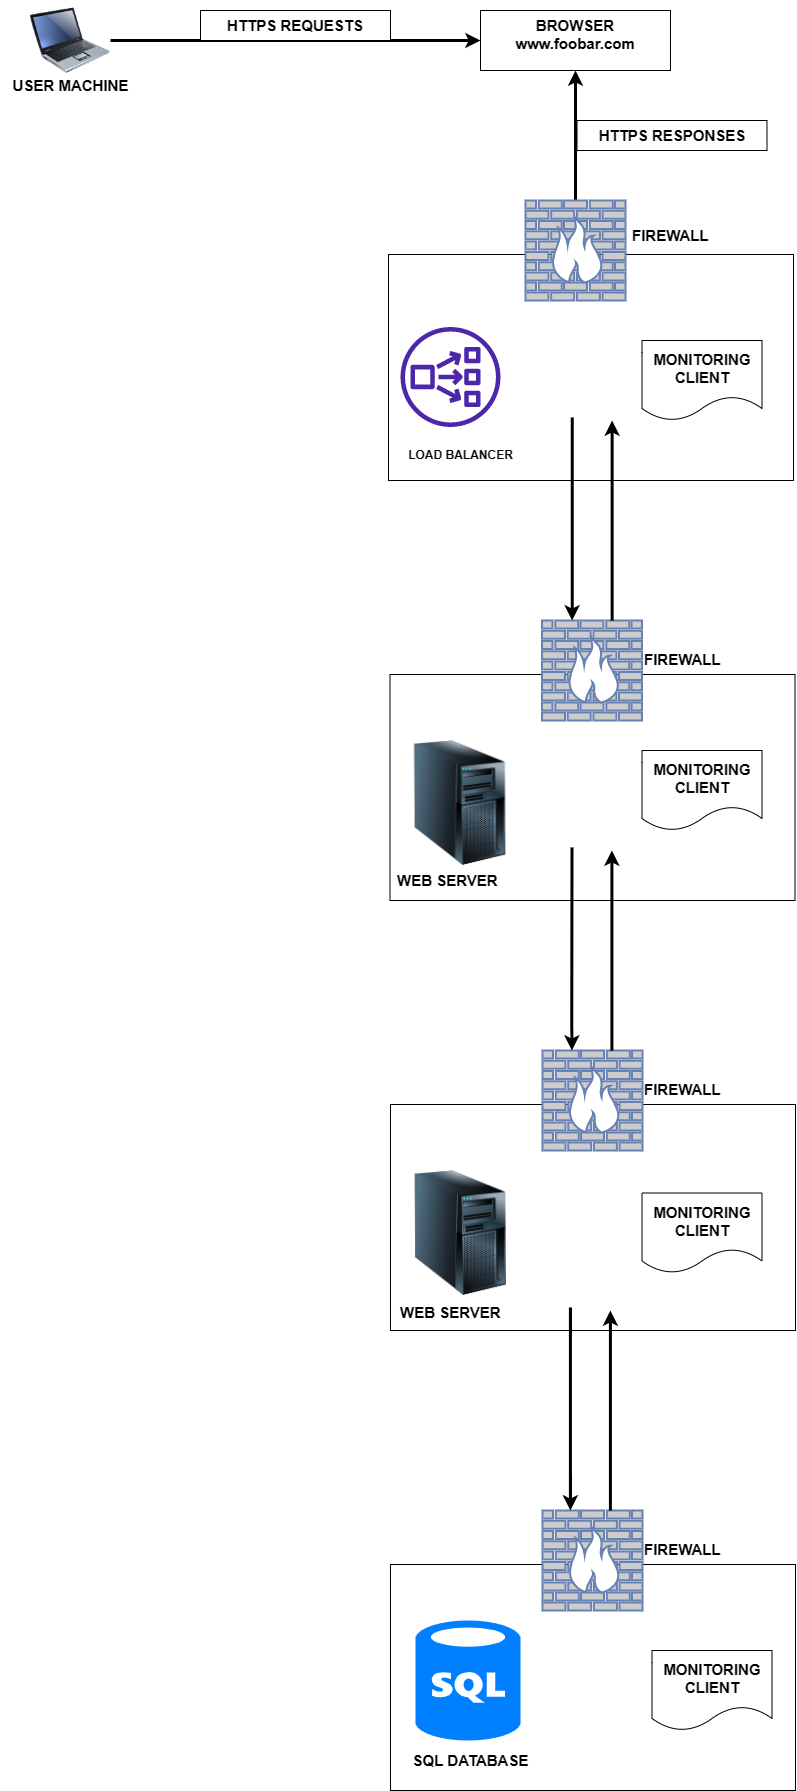 HTTPS REQUESTS
BROWSER
www.foobar.com
USER MACHINE
HTTPS RESPONSES
FIREWALL
MONITORING
CLIENT
LOAD BALANCER
FIREWALL
MONITORING
CLIENT
WEB SERVER
FIREWALL
MONITORING
CLIENT
WEB SERVER
FIREWALL
SQL
MONITORING
CLIENT
SQL DATABASE